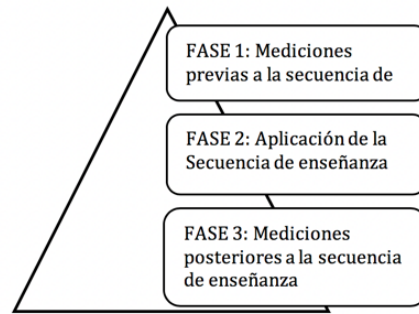 FASE 1: Mediciones
previas a la secuencia de
FASE 2: Aplicación de la
Secuencia de enseñanza
FASE 3: Mediciones
posteriores a la secuencia
de enseñanza